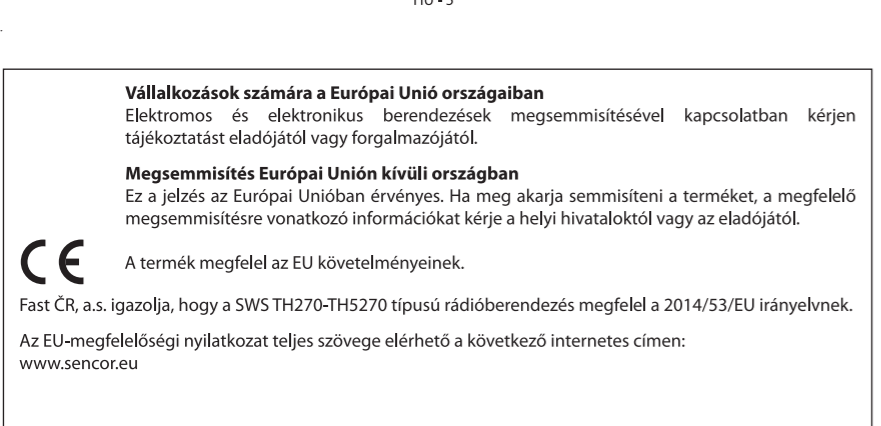 HU - 5
Vállalkozások számára a Európai Unió országaiban
Elektromos és elektronikus berendezések megsemmisítésével kapcsolatban kérjen
tájékoztatást eladójától vagy forgalmazójától.
Megsemmisítés Európai Unión kívüli országban
Ez a jelzés az Európai Unióban érvényes. Ha meg akarja semmisíteni a terméket, a megfelelő
megsemmisítésre vonatkozó információkat kérje a helyi hivataloktól vagy az eladójától.
CE A termék megfelel az EU követelményeinek.
Fast ČR, a.s. igazolja, hogy a SWS TH270-TH5270 típusú rádióberendezés megfelel a 2014/53/EU irányelvnek.
Az EU-megfelelőségi nyilatkozat teljes szövege elérhető a következő internetes címen:
www.sencor.eu